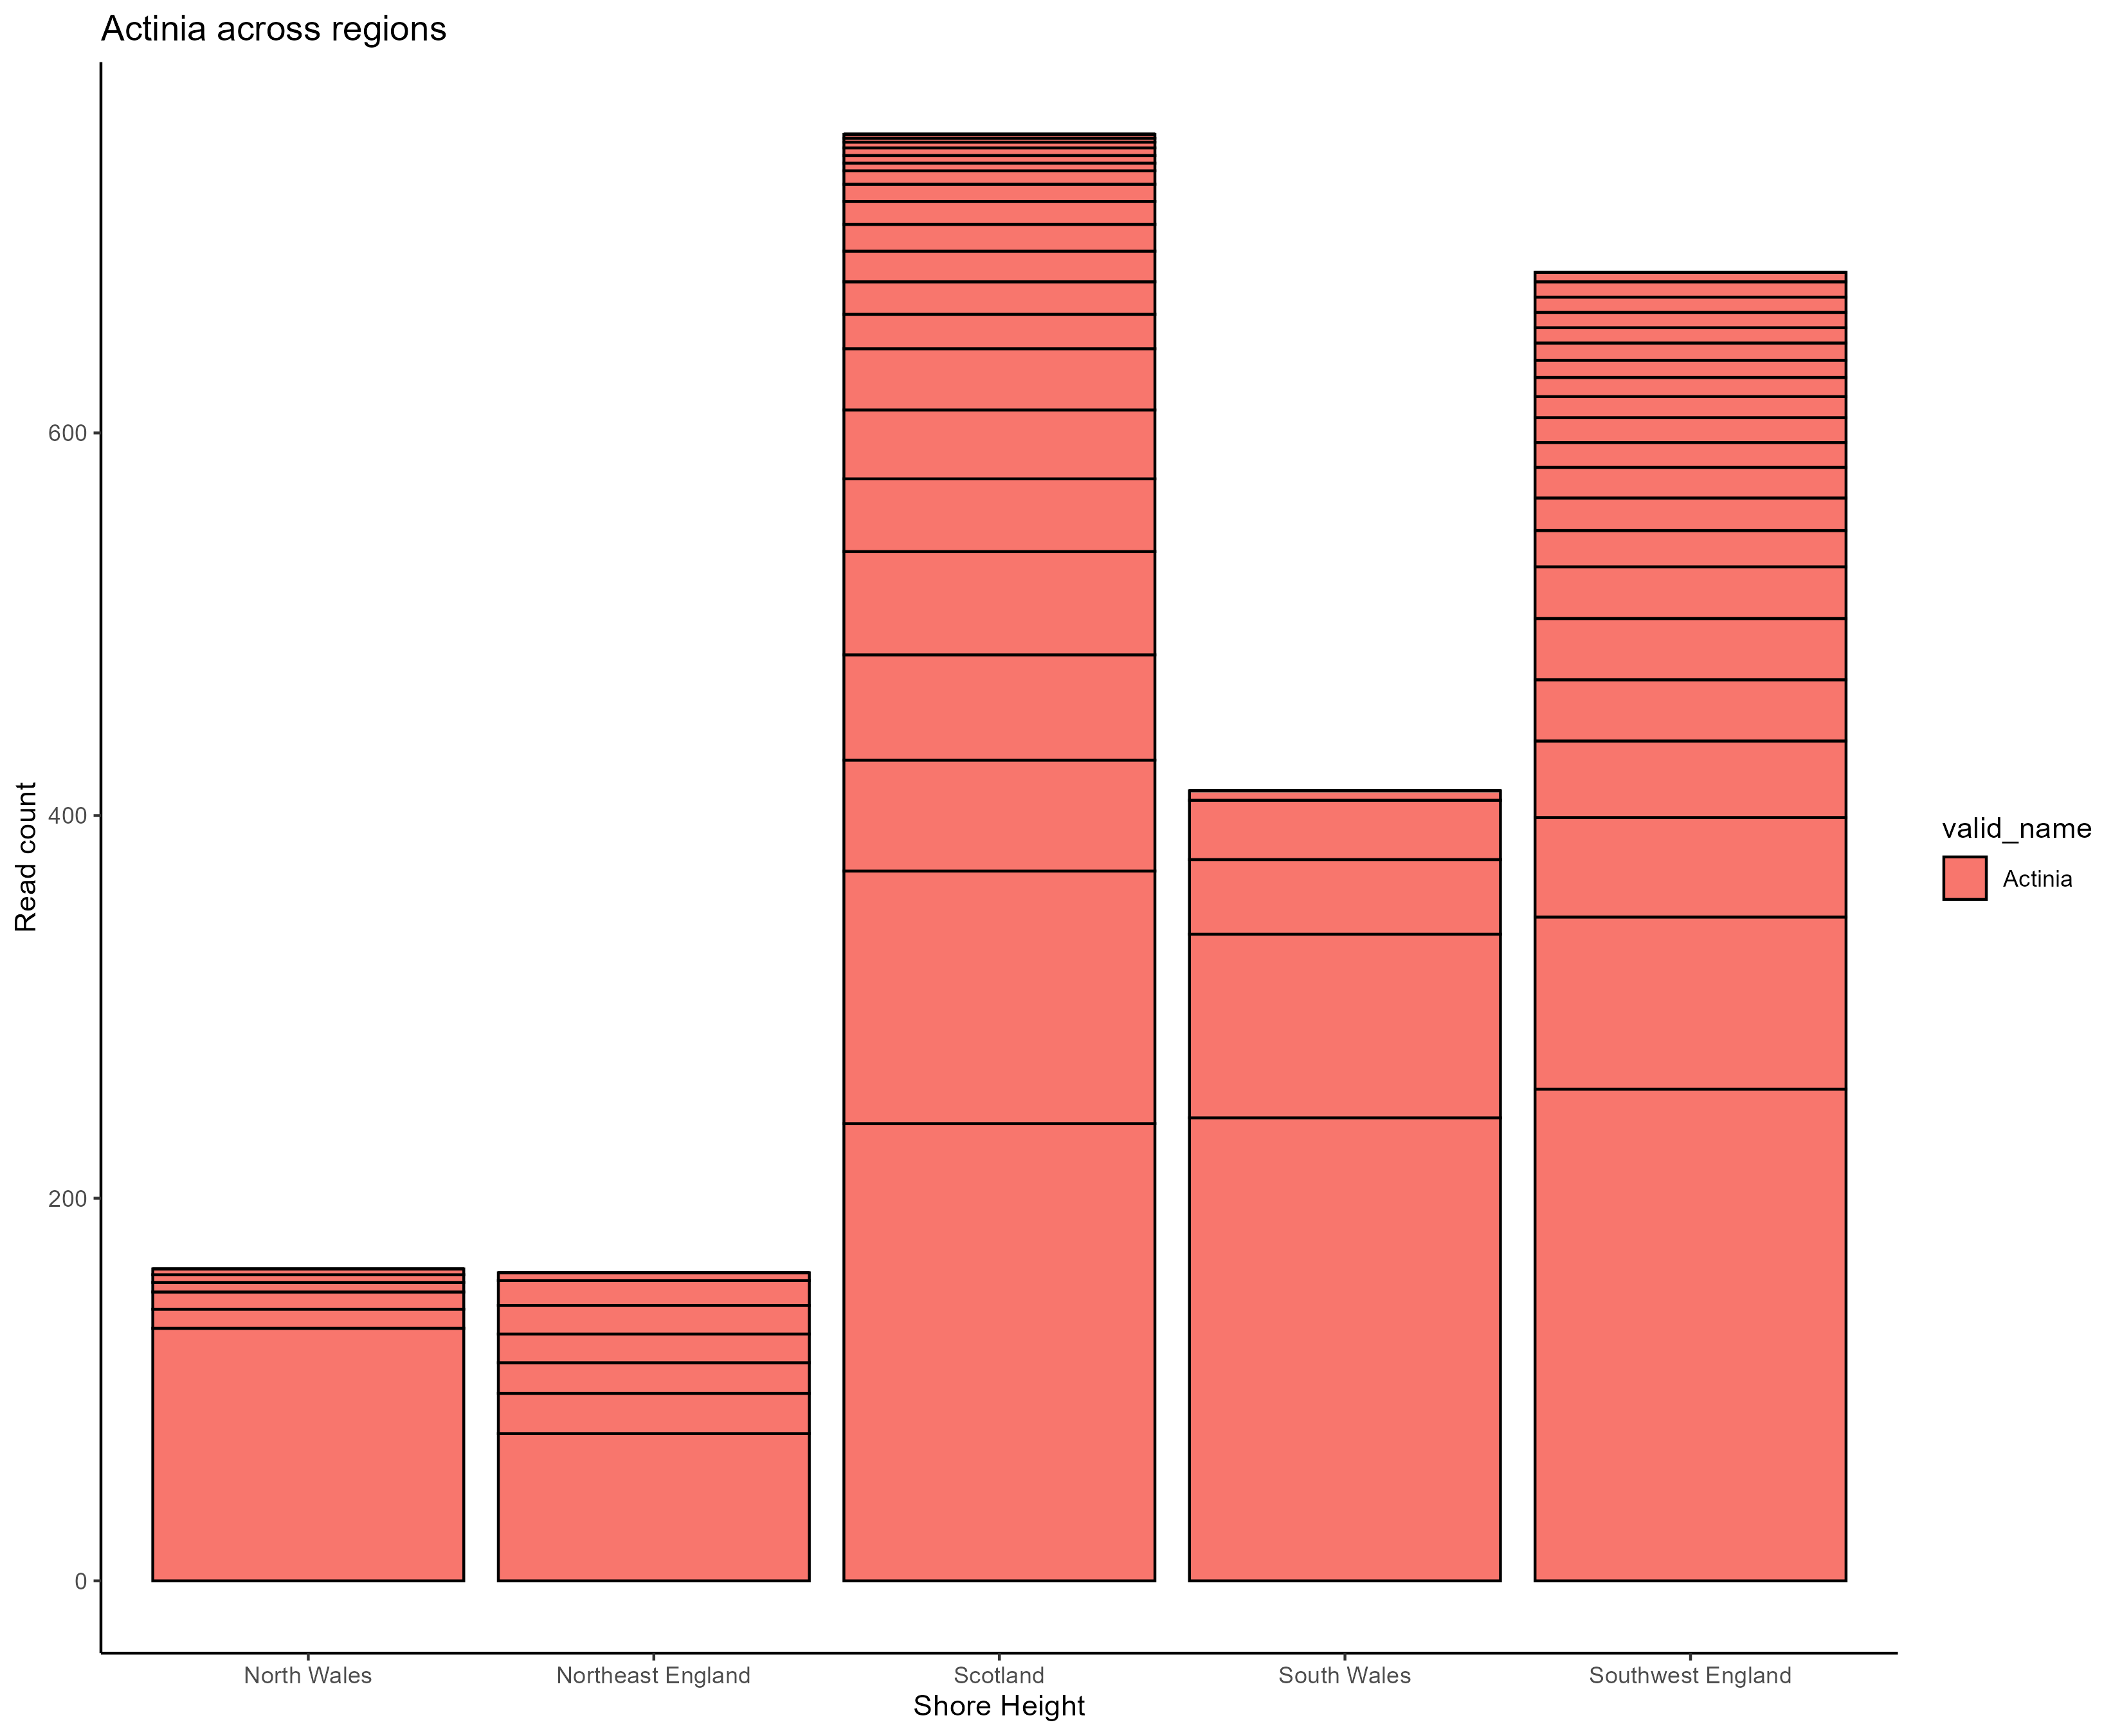 Actinia across regions
Read count
600
400
200
0
North Wales
Northeast England
Scotland
South Wales
Southwest England
Shore Height
valid_name
Actinia